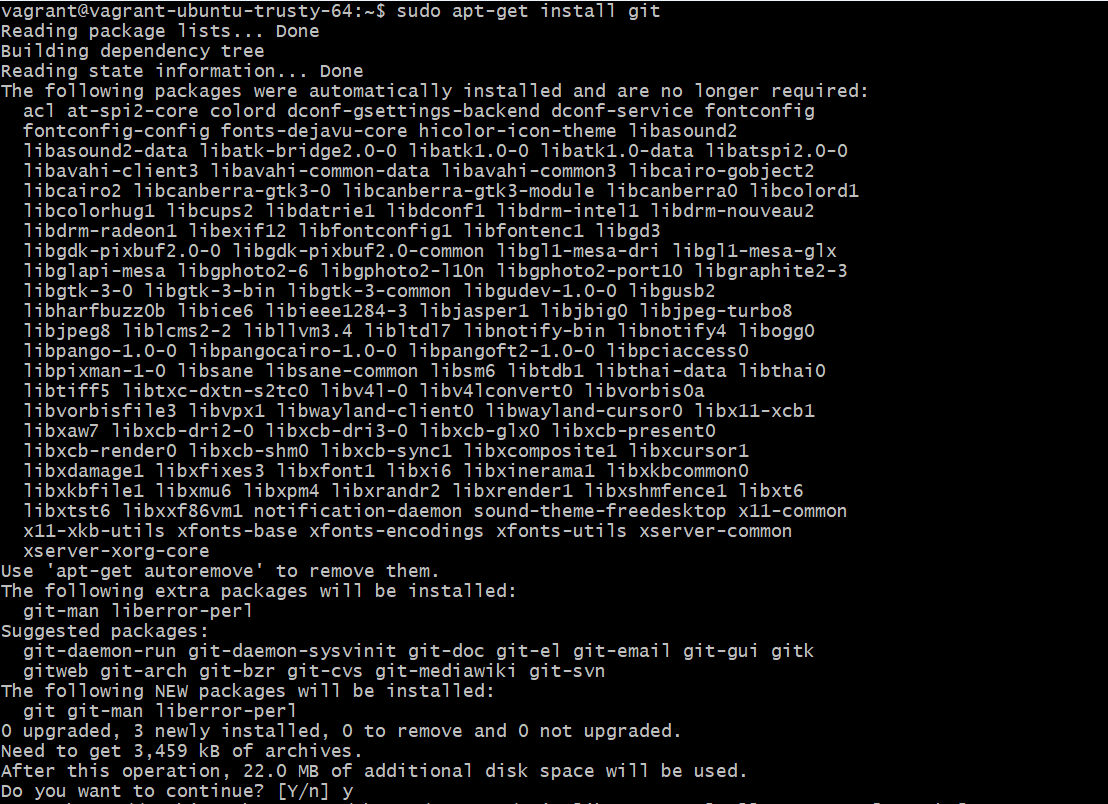 vagrant@vagrant-ubuntu-trusty-64:~$ sudo apt-get install git
Reading package lists... Done
Building dependency tree
Reading state information... Done
The following packages were automatically installed and are no longer required:
  acl at-spi2-core colord dconf-gsettings-backend dconf-service fontconfig
  fontconfig-config fonts-dejavu-core hicolor-icon-theme libasound2
  libasound2-data libatk-bridge2.0-0 libatk1.0-0 libatk1.0-data libatspi2.0-0
  libavahi-client3 libavahi-common-data libavahi-common3 libcairo-gobject2
  libcairo2 libcanberra-gtk3-0 libcanberra-gtk3-module libcanberra0 libcolord1
  libcolorhug1 libcups2 libdatrie1 libdconf1 libdrm-intel1 libdrm-nouveau2
  libdrm-radeon1 libexif12 libfontconfig1 libfontenc1 libgd3
  libgdk-pixbuf2.0-0 libgdk-pixbuf2.0-common libgl1-mesa-dri libgl1-mesa-glx
  libglapi-mesa libgphoto2-6 libgphoto2-l10n libgphoto2-port10 libgraphite2-3
  libgtk-3-0 libgtk-3-bin libgtk-3-common libgudev-1.0-0 libgusb2
  libharfbuzz0b libice6 libieee1284-3 libjasper1 libjbig0 libjpeg-turbo8
  libjpeg8 liblcms2-2 libllvm3.4 libltdl7 libnotify-bin libnotify4 libogg0
  libpango-1.0-0 libpangocairo-1.0-0 libpangoft2-1.0-0 libpciaccess0
  libpixman-1-0 libsane libsane-common libsm6 libtdb1 libthai-data libthai0
  libtiff5 libtxc-dxtn-s2tc0 libv4l-0 libv4lconvert0 libvorbis0a
  libvorbisfile3 libvpx1 libwayland-client0 libwayland-cursor0 libx11-xcb1
  libxaw7 libxcb-dri2-0 libxcb-dri3-0 libxcb-glx0 libxcb-present0
  libxcb-render0 libxcb-shm0 libxcb-sync1 libxcomposite1 libxcursor1
  libxdamage1 libxfixes3 libxfont1 libxi6 libxinerama1 libxkbcommon0
  libxkbfile1 libxmu6 libxpm4 libxrandr2 libxrender1 libxshmfence1 libxt6
  libxtst6 libxxf86vm1 notification-daemon sound-theme-freedesktop x11-common
  x11-xkb-utils xfonts-base xfonts-encodings xfonts-utils xserver-common
  xserver-xorg-core
Use 'apt-get autoremove' to remove them.
The following extra packages will be installed:
  git-man liberror-perl
Suggested packages:
  git-daemon-run git-daemon-sysvinit git-doc git-el git-email git-gui gitk
  gitweb git-arch git-bzr git-cvs git-mediawiki git-svn
The following NEW packages will be installed:
  git git-man liberror-perl
0 upgraded, 3 newly installed, 0 to remove and 0 not upgraded.
Need to get 3,459 kB of archives.
After this operation, 22.0 MB of additional disk space will be used.
Do you want to continue? [Y/n] y